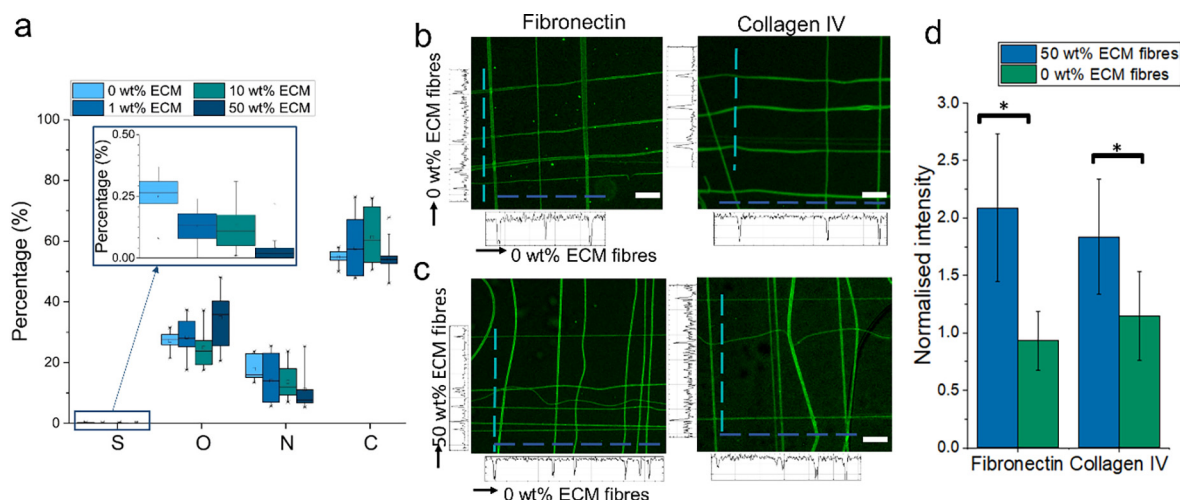 a
0 wt% ECM
10 wt% ECM
1 wt% ECM
50 wt% ECM
Percentage (%)
100
80
60
40
20
0
Percentage (%)
0.50
0.25
0.00
S
O
N
C
b
Fibronectin
Collagen IV
0 wt% ECM fibres
0 wt% ECM fibres
c
50 wt% ECM fibres
0 wt% ECM fibres
d
50 wt% ECM fibres
0 wt% ECM fibres
Normalised intensity
3.0
2.5
2.0
1.5
1.0
0.5
0.0
*
*
Fibronectin
Collagen IV